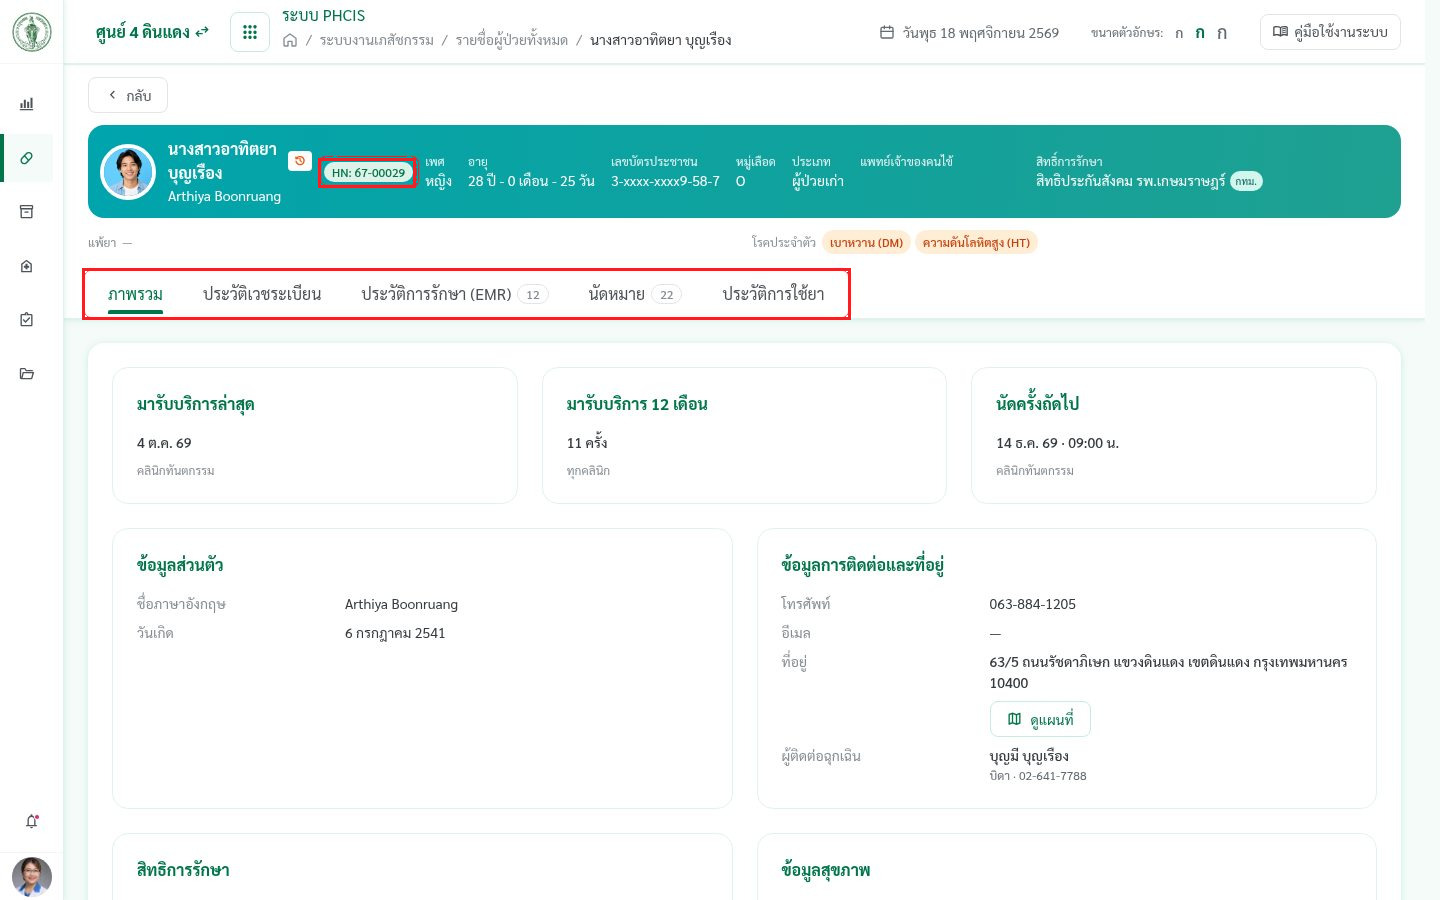 ศูนย์ 4 ดินแดง
ระบบ PHCIS
/ ระบบงานเภสัชกรรม / รายชื่อผู้ป่วยทั้งหมด / นางสาวอาทิตยา บุญเรือง
วันพุธ 18 พฤศจิกายน 2569
ขนาดตัวอักษร: ก ก ก
คู่มือใช้งานระบบ
กลับ
นางสาวอาทิตยา
บุญเรือง
Arthiya Boonruang
HN: 67-00029
เพศ
หญิง
อายุ
28 ปี - 0 เดือน - 25 วัน
เลขบัตรประชาชน
3-xxxx-xxxx9-58-7
หมู่เลือด
O
ประเภท
ผู้ป่วยเก่า
แพทย์เจ้าของคนไข้
สิทธิ์การรักษา
สิทธิประกันสังคม รพ.เกษมราษฎร์ กทม.
แพ้ยา —
โรคประจำตัว เบาหวาน (DM) ความดันโลหิตสูง (HT)
ภาพรวม ประวัติเวชระเบียน ประวัติการรักษา (EMR) 12 นัดหมาย 22 ประวัติการใช้ยา
มารับบริการล่าสุด
4 ต.ค. 69
คลินิกทันตกรรม
มารับบริการ 12 เดือน
11 ครั้ง
ทุกคลินิก
นัดครั้งถัดไป
14 ธ.ค. 69 · 09:00 น.
คลินิกทันตกรรม
ข้อมูลส่วนตัว
ชื่อภาษาอังกฤษ Arthiya Boonruang
วันเกิด 6 กรกฎาคม 2541
ข้อมูลการติดต่อและที่อยู่
โทรศัพท์ 063-884-1205
อีเมล —
ที่อยู่ 63/5 ถนนรัชดาภิเษก แขวงดินแดง เขตดินแดง กรุงเทพมหานคร
10400
ดูแผนที่
ผู้ติดต่อฉุกเฉิน บุญมี บุญเรือง
บิดา · 02-641-7788
สิทธิการรักษา
ข้อมูลสุขภาพ